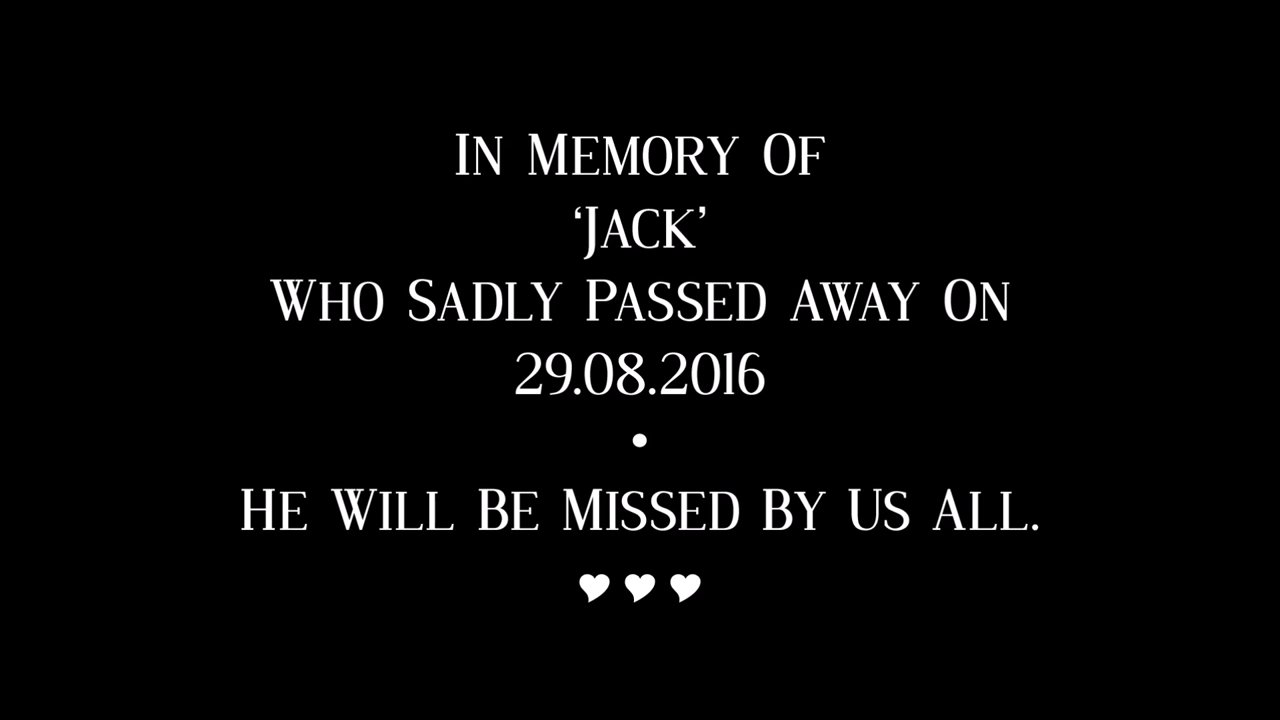 In Memory Of
‘Jack’
Who Sadly Passed Away On
29.08.2016
•
He Will Be Missed By Us All.
♥ ♥ ♥